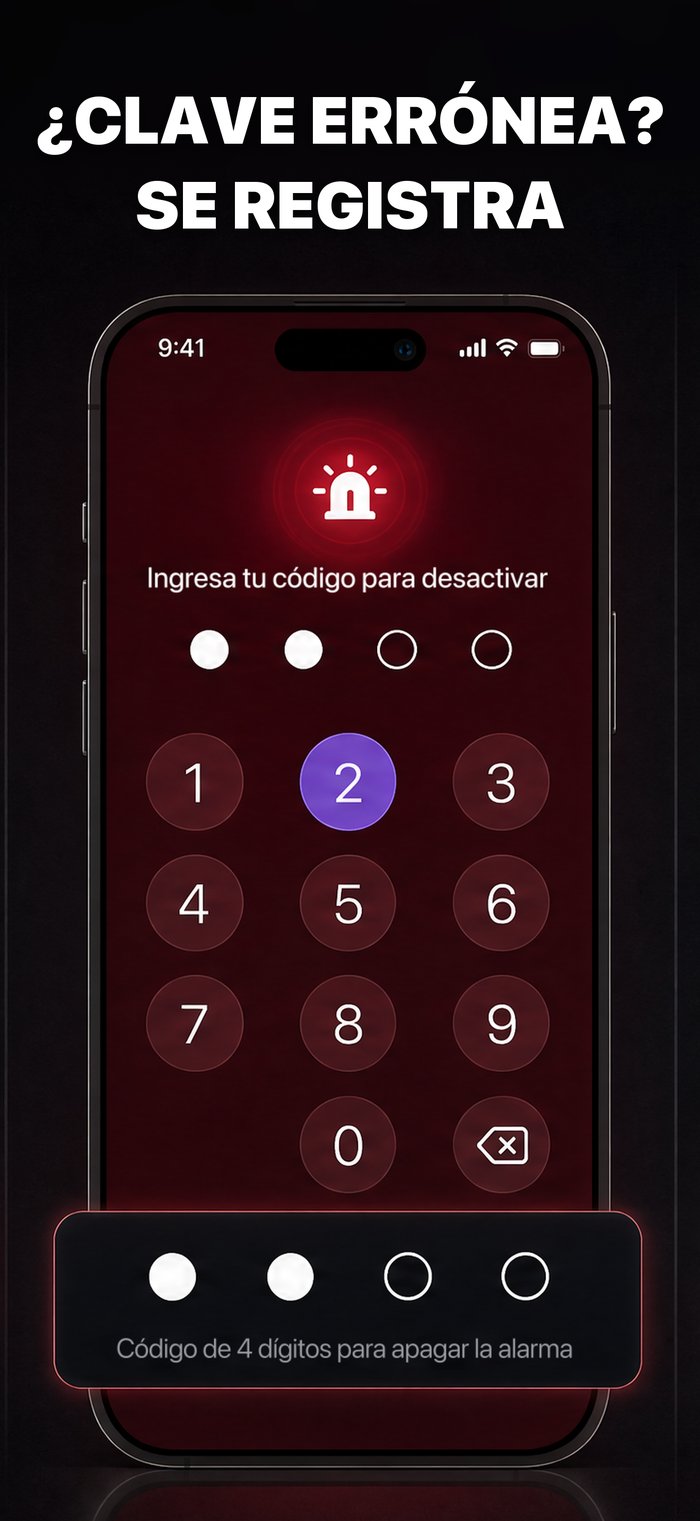 ¿CLAVE ERRÓNEA?
SE REGISTRA
9:41
Ingresa tu código para desactivar
1 2 3
4 5 6
7 8 9
0
Código de 4 dígitos para apagar la alarma